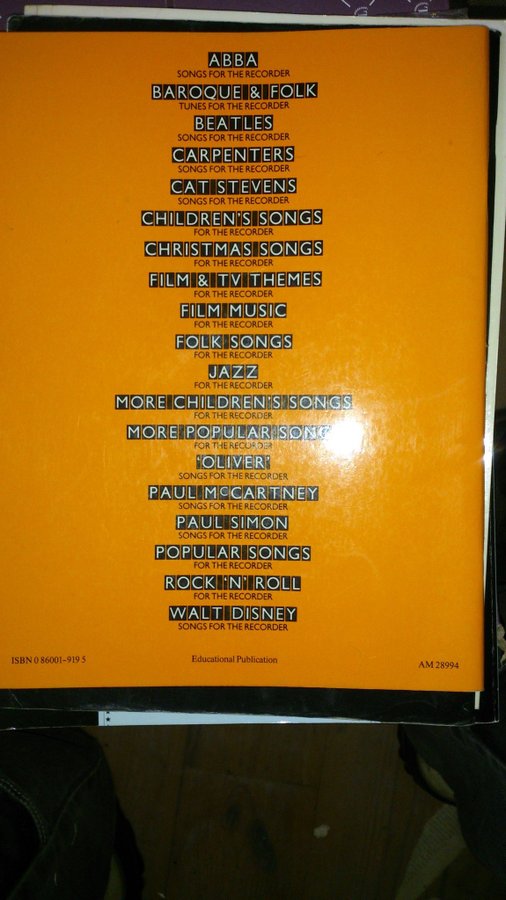 ABBA
SONGS FOR THE RECORDER
BAROQUE & FOLK
TUNES FOR THE RECORDER
BEATLES
SONGS FOR THE RECORDER
CARPENTERS
SONGS FOR THE RECORDER
CAT STEVENS
SONGS FOR THE RECORDER
CHILDREN'S SONGS
FOR THE RECORDER
CHRISTMAS SONGS
FOR THE RECORDER
FILM & TV THEMES
FOR THE RECORDER
FILM MUSIC
FOR THE RECORDER
FOLK SONGS
FOR THE RECORDER
JAZZ
FOR THE RECORDER
MORE CHILDREN'S SONGS
FOR THE RECORDER
MORE POPULAR SONG
FOR THE RECORDER
'OLIVER'
SONGS FOR THE RECORDER
PAUL McCARTNEY
SONGS FOR THE RECORDER
PAUL SIMON
SONGS FOR THE RECORDER
POPULAR SONGS
FOR THE RECORDER
ROCK 'N' ROLL
FOR THE RECORDER
WALT DISNEY
SONGS FOR THE RECORDER
ISBN 0 86001-919 5 Educational Publication AM 28994